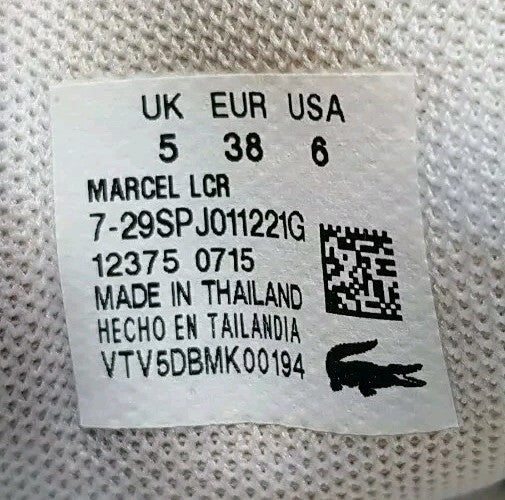 UK EUR USA
5 38 6
MARCEL LCR
7-29SPJ011221G
12375 0715
MADE IN THAILAND
HECHO EN TAILANDIA
VTV5DBMK00194